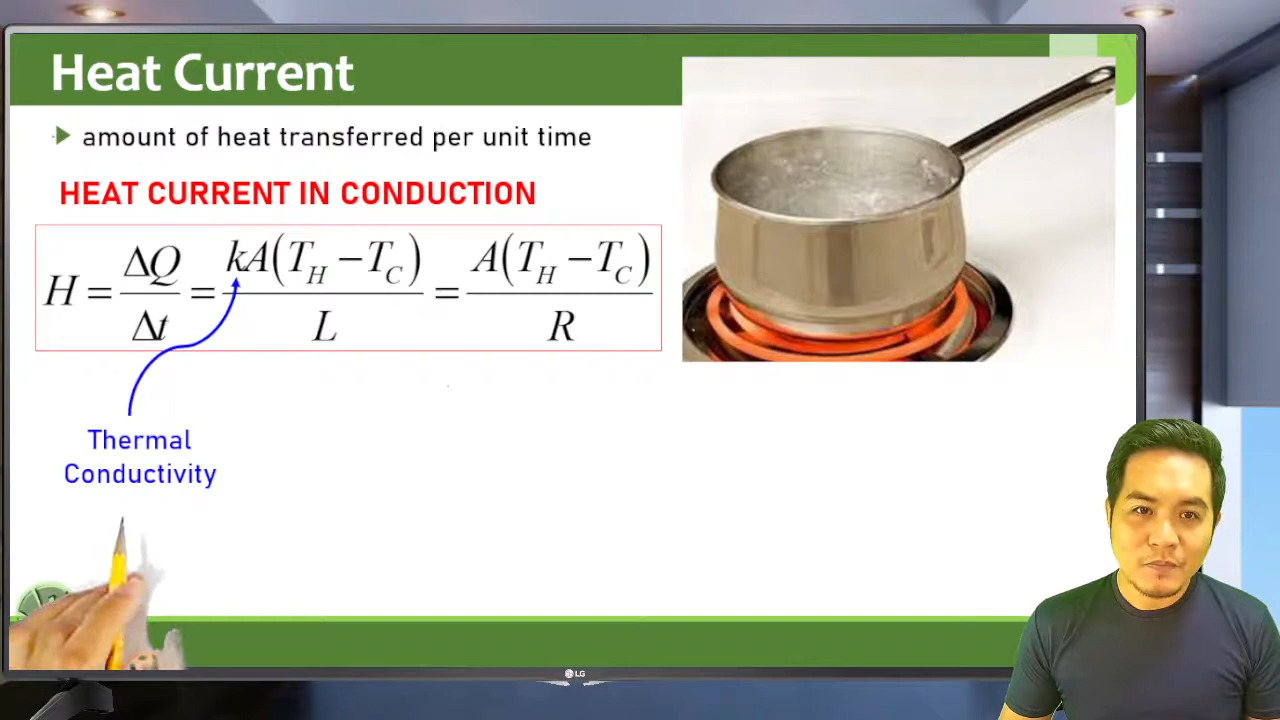 Heat Current
amount of heat transferred per unit time
HEAT CURRENT IN CONDUCTION
H = ΔQ/Δt = kA(T_H − T_C)/L = A(T_H − T_C)/R
Thermal
Conductivity
LG